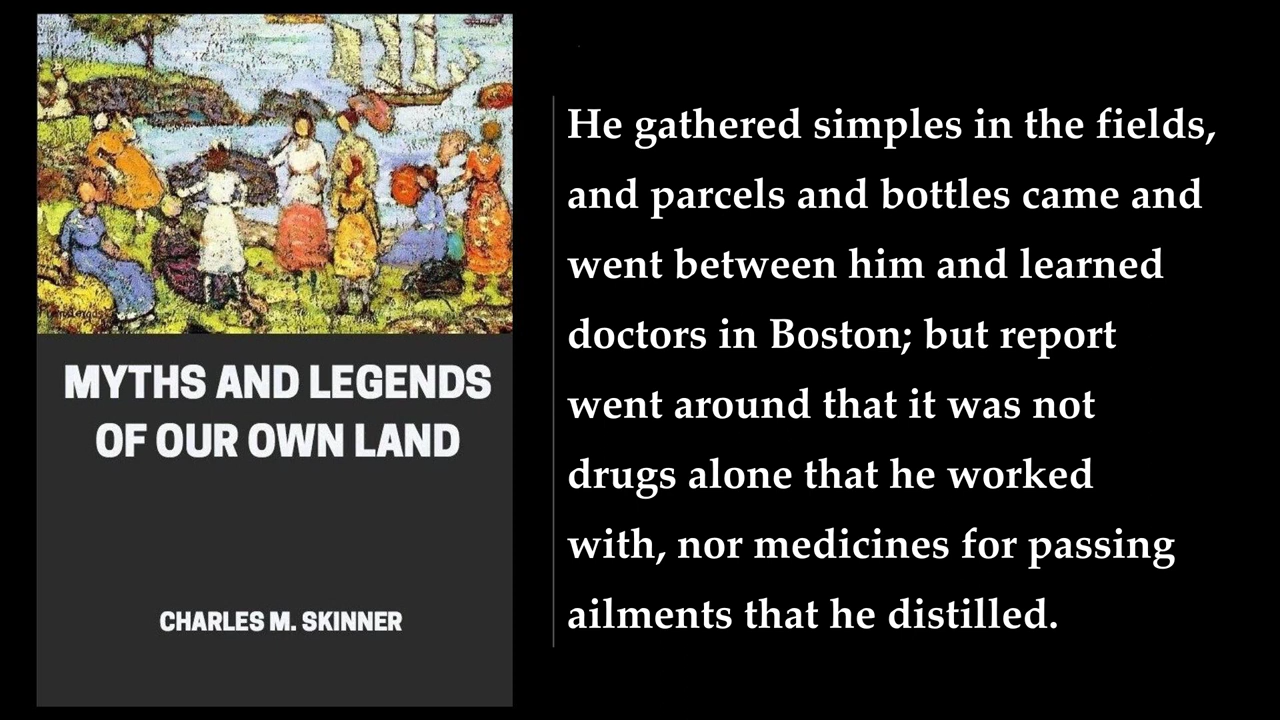 MYTHS AND LEGENDS
OF OUR OWN LAND
CHARLES M. SKINNER
He gathered simples in the fields,
and parcels and bottles came and
went between him and learned
doctors in Boston; but report
went around that it was not
drugs alone that he worked
with, nor medicines for passing
ailments that he distilled.